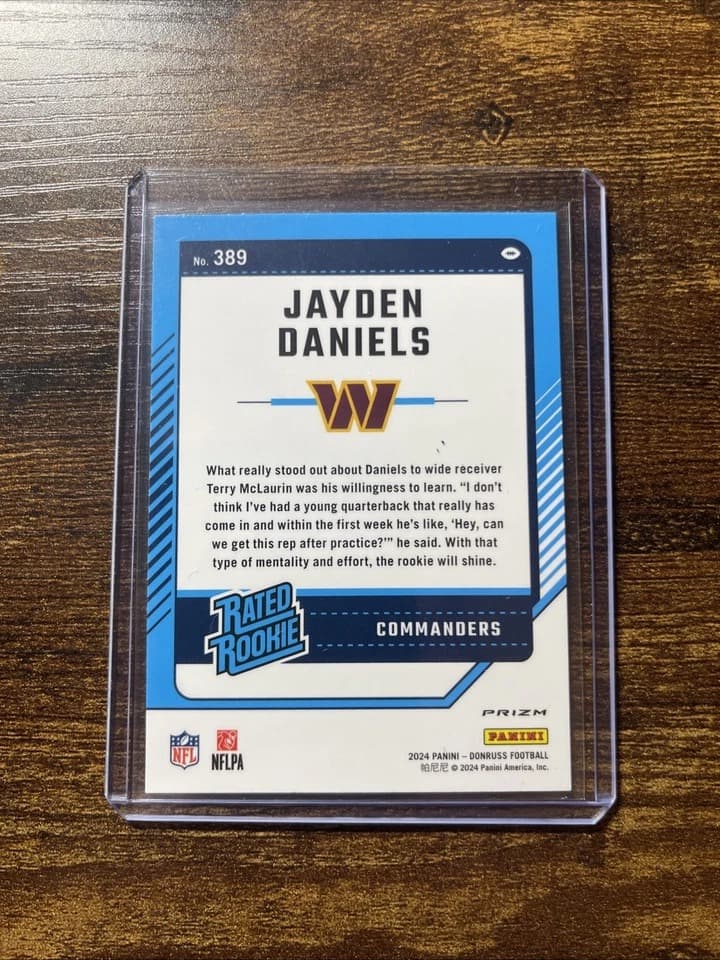 No. 389
JAYDEN
DANIELS
W
What really stood out about Daniels to wide receiver
Terry McLaurin was his willingness to learn. “I don’t
think I’ve had a young quarterback that really has
come in and within the first week he’s like, ‘Hey, can
we get this rep after practice?’” he said. With that
type of mentality and effort, the rookie will shine.
RATED
ROOKIE
COMMANDERS
PRIZM
PANINI
NFL
NFLPA
2024 PANINI – DONRUSS FOOTBALL
帕尼尼 © 2024 Panini America, Inc.